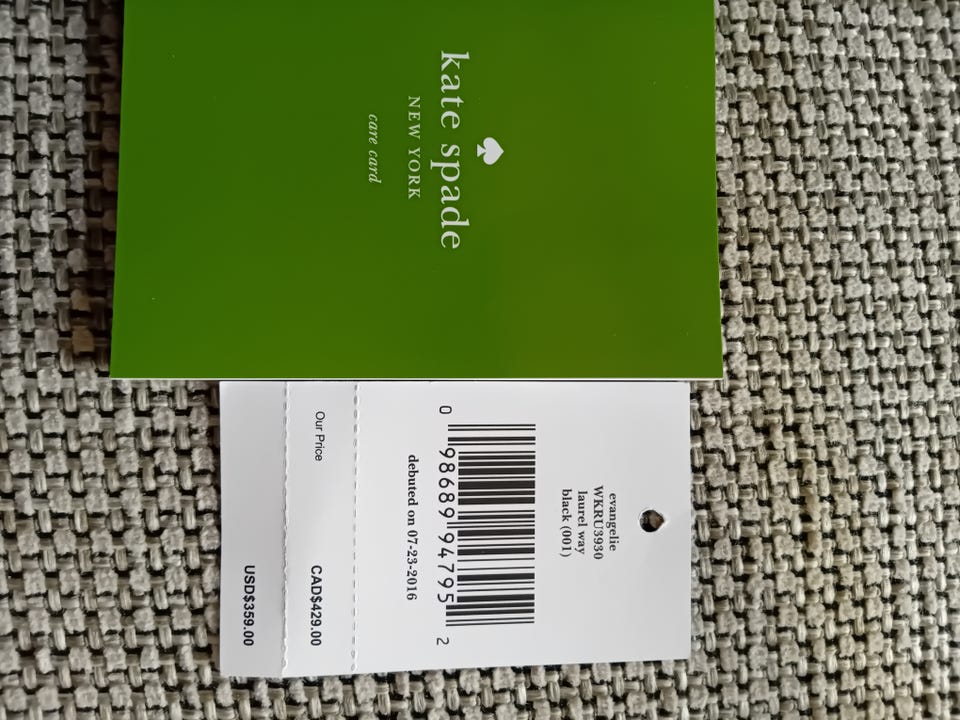 kate spade
NEW YORK
care card
evangelie
WKRU3930
laurel way
black (001)
0 98689 94795 2
debuted on 07-23-2016
Our Price CAD$429.00
USD$359.00